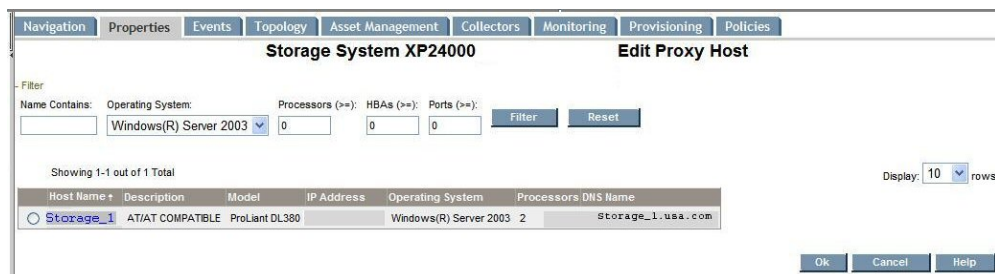 Navigation Properties Events Topology Asset Management Collectors Monitoring Provisioning Policies
Storage System XP24000 Edit Proxy Host
– Filter
Name Contains: Operating System: Processors (>=): HBAs (>=): Ports (>=):
Windows(R) Server 2003 0 0 0 Filter Reset
Showing 1-1 out of 1 Total Display: 10 rows
Host Name ↑ Description Model IP Address Operating System Processors DNS Name
Storage_1 AT/AT COMPATIBLE ProLiant DL380 Windows(R) Server 2003 2 Storage_1.usa.com
Ok Cancel Help